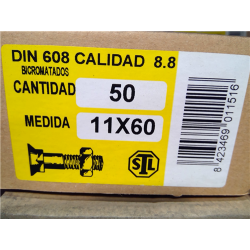 DIN 608 CALIDAD 8.8
BICROMATADOS
CANTIDAD 50
MEDIDA 11X60
STL
8 423469 011516